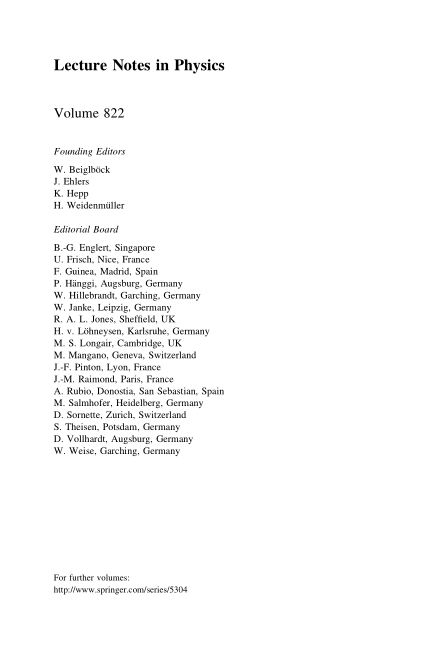 Lecture Notes in Physics
Volume 822
Founding Editors
W. Beiglböck
J. Ehlers
K. Hepp
H. Weidenmüller
Editorial Board
B.-G. Englert, Singapore
U. Frisch, Nice, France
F. Guinea, Madrid, Spain
P. Hänggi, Augsburg, Germany
W. Hillebrandt, Garching, Germany
W. Janke, Leipzig, Germany
R. A. L. Jones, Sheffield, UK
H. v. Löhneysen, Karlsruhe, Germany
M. S. Longair, Cambridge, UK
M. Mangano, Geneva, Switzerland
J.-F. Pinton, Lyon, France
J.-M. Raimond, Paris, France
A. Rubio, Donostia, San Sebastian, Spain
M. Salmhofer, Heidelberg, Germany
D. Sornette, Zurich, Switzerland
S. Theisen, Potsdam, Germany
D. Vollhardt, Augsburg, Germany
W. Weise, Garching, Germany
For further volumes:
http://www.springer.com/series/5304